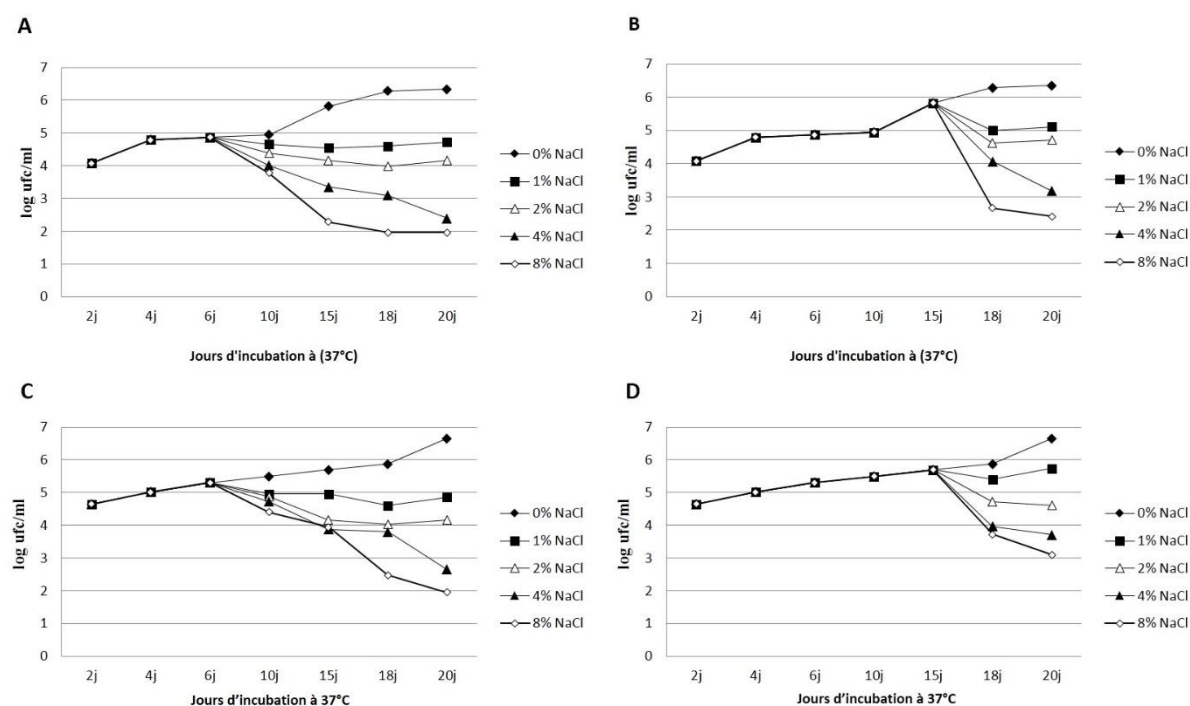 A
7
6
5
4
3
2
1
0
log ufc/ml
2j 4j 6j 10j 15j 18j 20j
Jours d'incubation à (37°C)
0% NaCl
1% NaCl
2% NaCl
4% NaCl
8% NaCl
B
7
6
5
4
3
2
1
0
log ufc/ml
2j 4j 6j 10j 15j 18j 20j
Jours d'incubation à (37°C)
0% NaCl
1% NaCl
2% NaCl
4% NaCl
8% NaCl
C
7
6
5
4
3
2
1
0
log ufc/ml
2j 4j 6j 10j 15j 18j 20j
Jours d’incubation à 37°C
0% NaCl
1% NaCl
2% NaCl
4% NaCl
8% NaCl
D
7
6
5
4
3
2
1
0
log ufc/ml
2j 4j 6j 10j 15j 18j 20j
Jours d’incubation à 37°C
0% NaCl
1% NaCl
2% NaCl
4% NaCl
8% NaCl